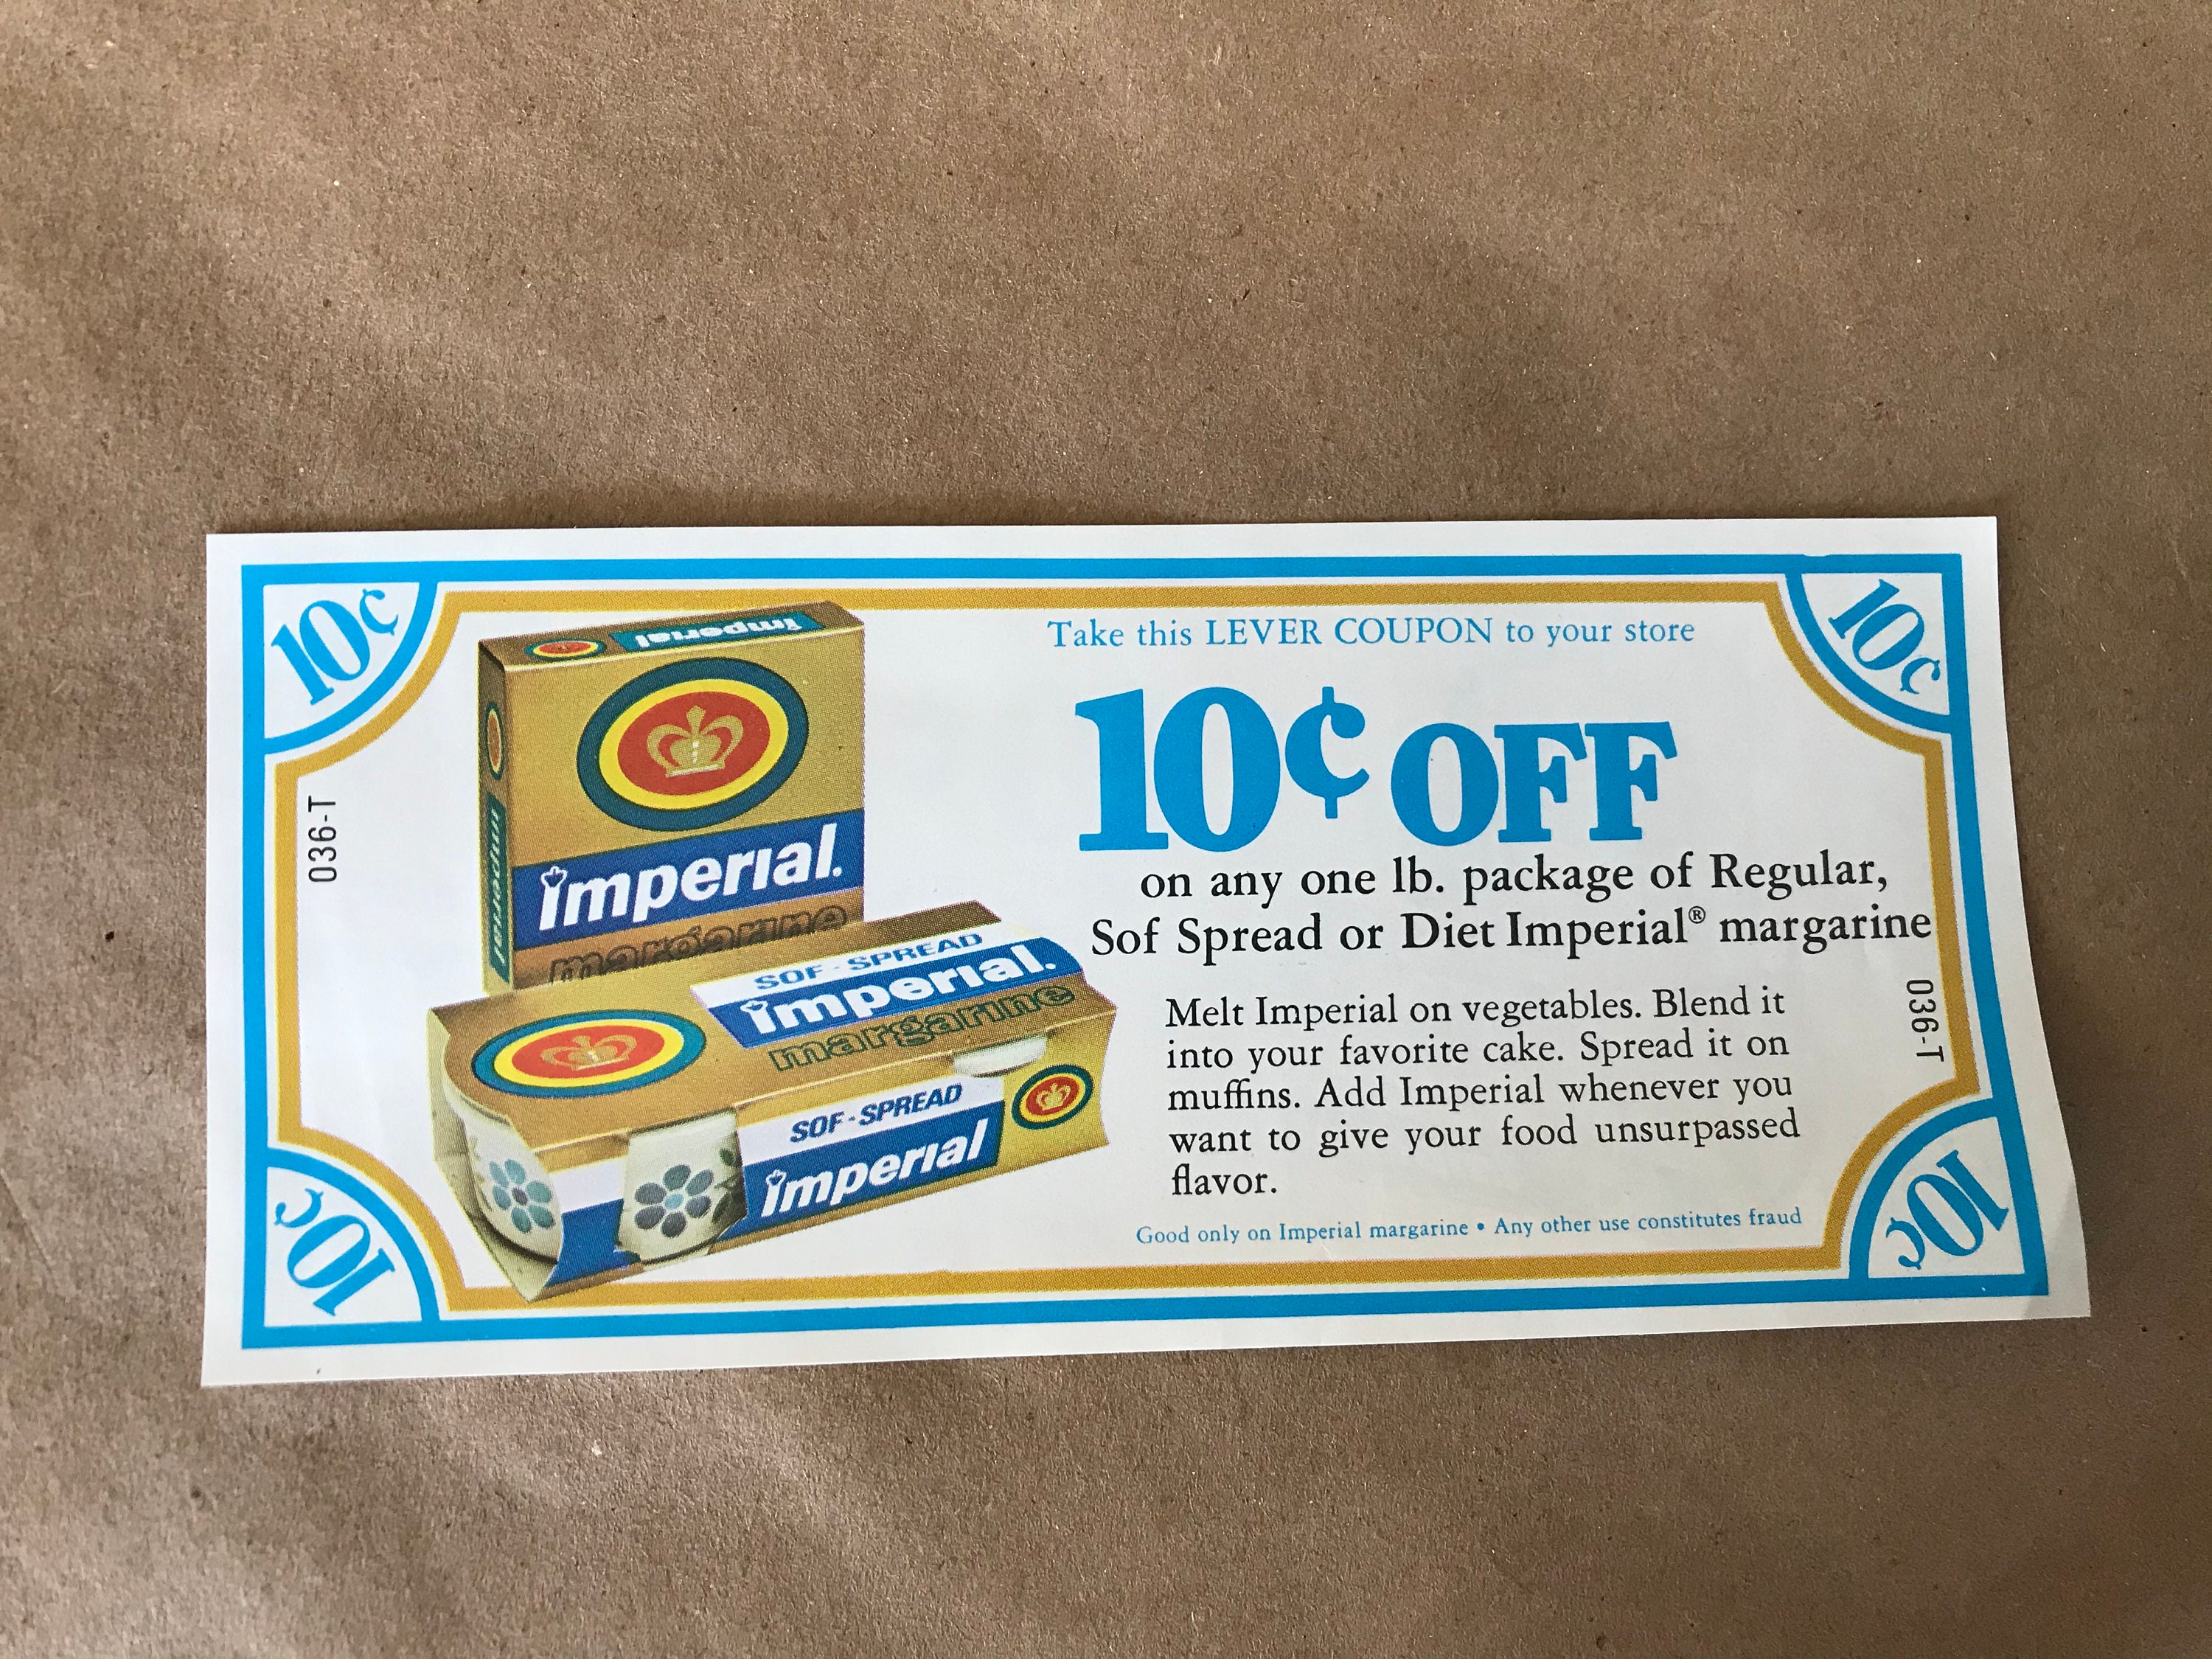 10¢
10¢
Take this LEVER COUPON to your store
10¢ OFF
on any one lb. package of Regular,
Sof Spread or Diet Imperial® margarine
Melt Imperial on vegetables. Blend it
into your favorite cake. Spread it on
muffins. Add Imperial whenever you
want to give your food unsurpassed
flavor.
Good only on Imperial margarine • Any other use constitutes fraud
036-T
036-T
imperial
imperial
imperial.
margarine
SOF-SPREAD
imperial.
margarine
SOF-SPREAD
imperial
10¢
10¢